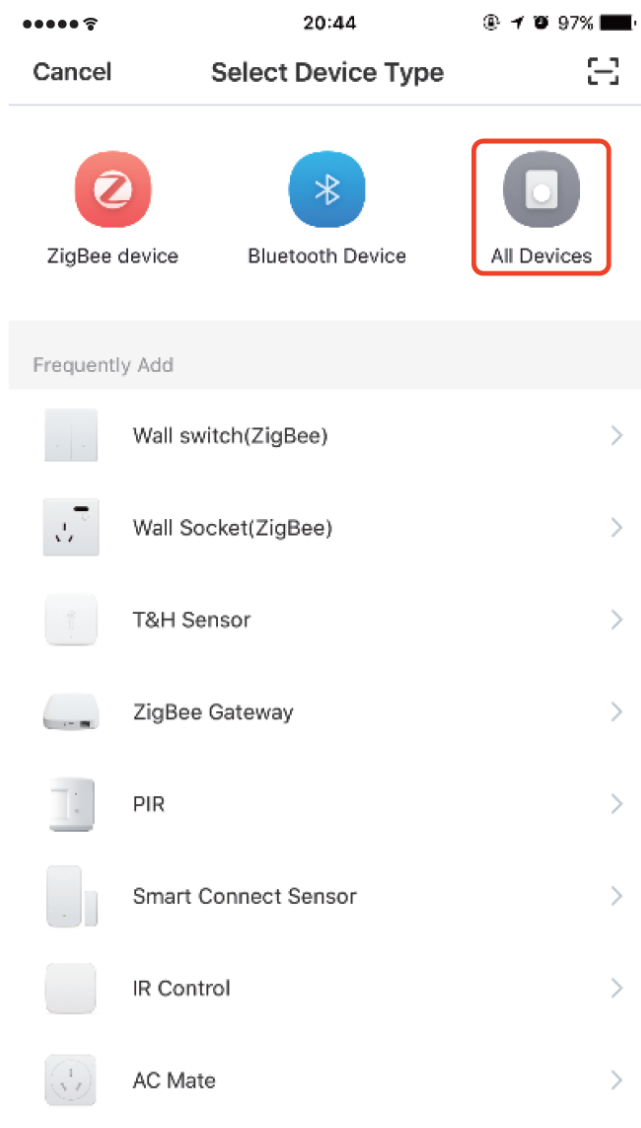 20:44 97%
Cancel Select Device Type
ZigBee device Bluetooth Device All Devices
Frequently Add
Wall switch(ZigBee)
Wall Socket(ZigBee)
T&H Sensor
ZigBee Gateway
PIR
Smart Connect Sensor
IR Control
AC Mate